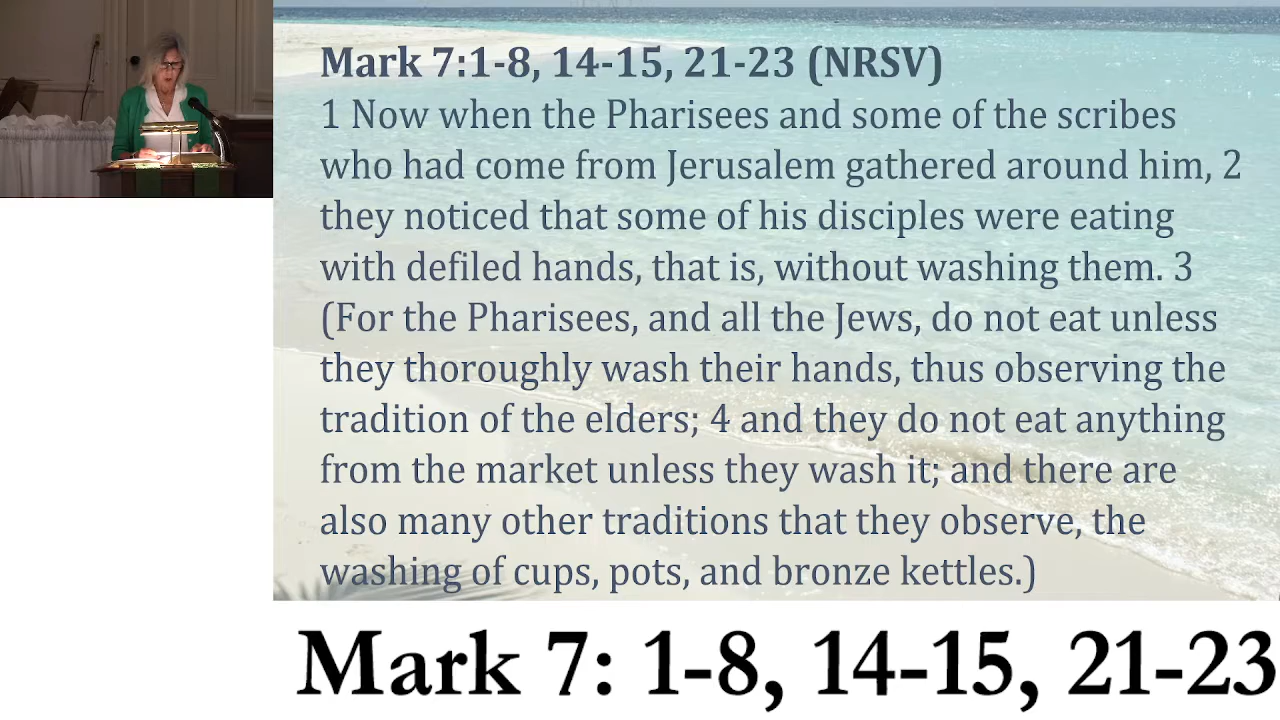 Mark 7:1-8, 14-15, 21-23 (NRSV)
1 Now when the Pharisees and some of the scribes
who had come from Jerusalem gathered around him, 2
they noticed that some of his disciples were eating
with defiled hands, that is, without washing them. 3
(For the Pharisees, and all the Jews, do not eat unless
they thoroughly wash their hands, thus observing the
tradition of the elders; 4 and they do not eat anything
from the market unless they wash it; and there are
also many other traditions that they observe, the
washing of cups, pots, and bronze kettles.)
Mark 7: 1-8, 14-15, 21-23